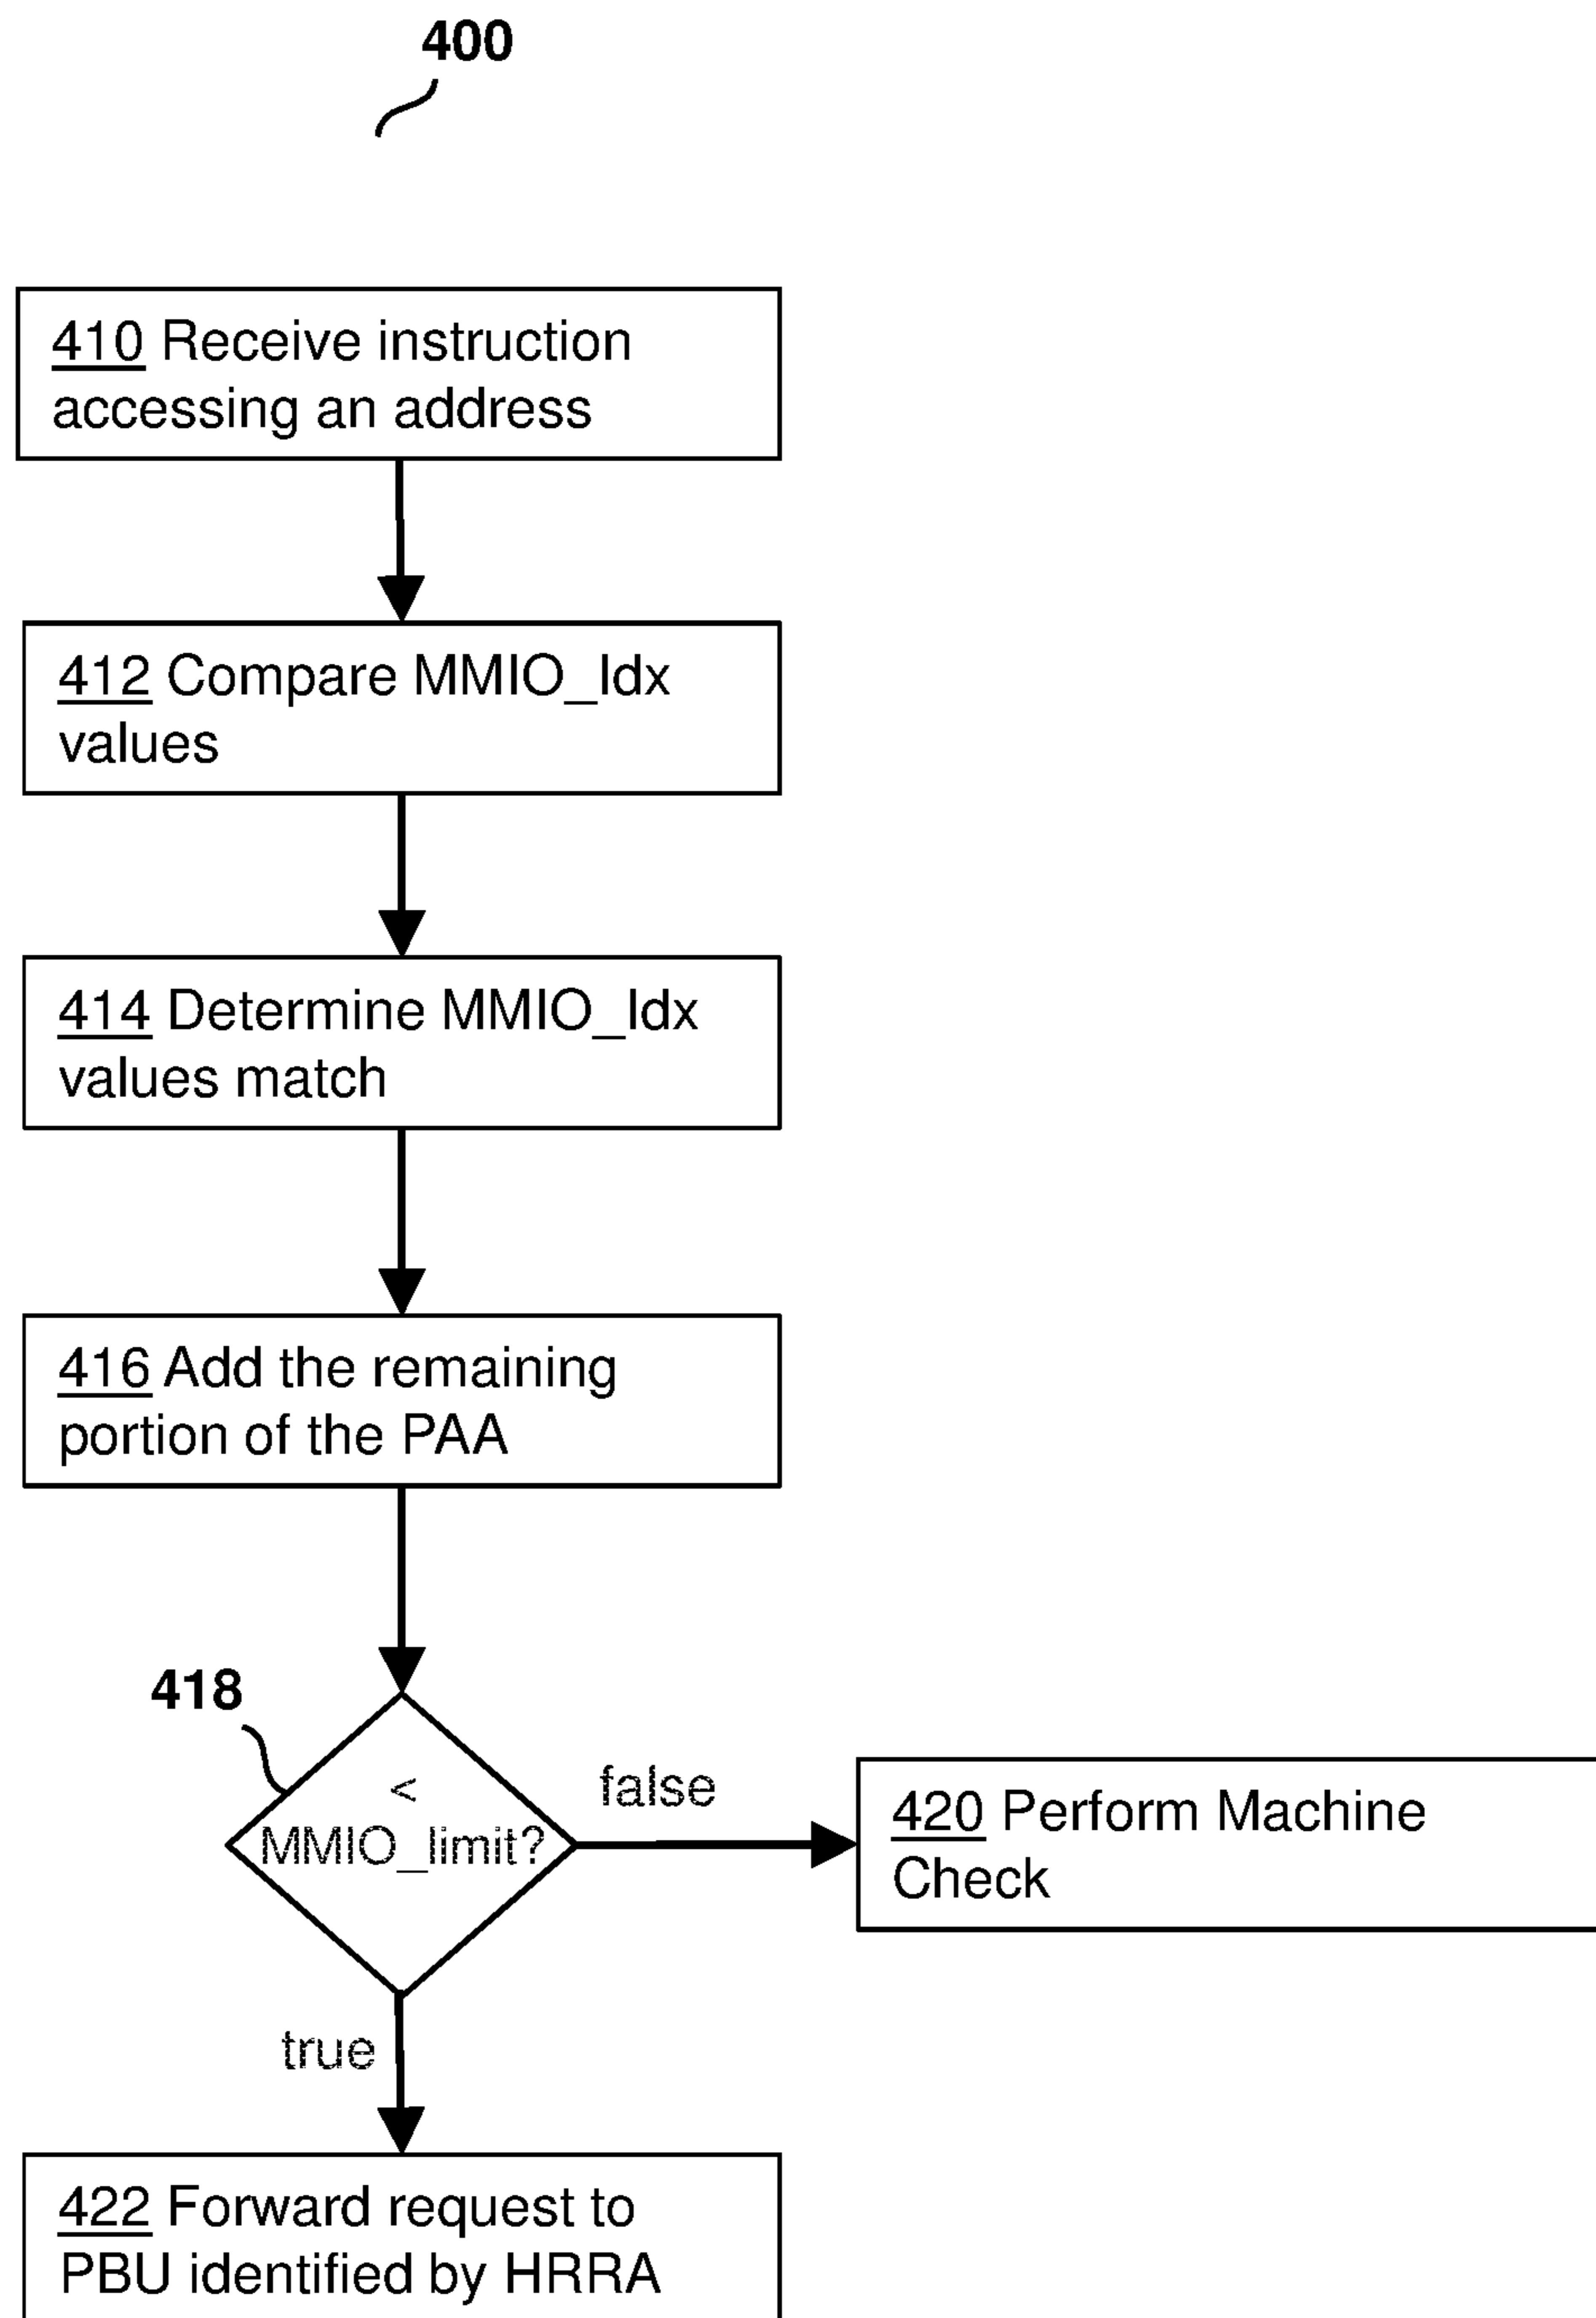 400
410 Receive instruction
accessing an address
412 Compare MMIO_Idx
values
414 Determine MMIO_Idx
values match
416 Add the remaining
portion of the PAA
418
<
MMIO_limit?
false
420 Perform Machine
Check
true
422 Forward request to
PBU identified by HRRA